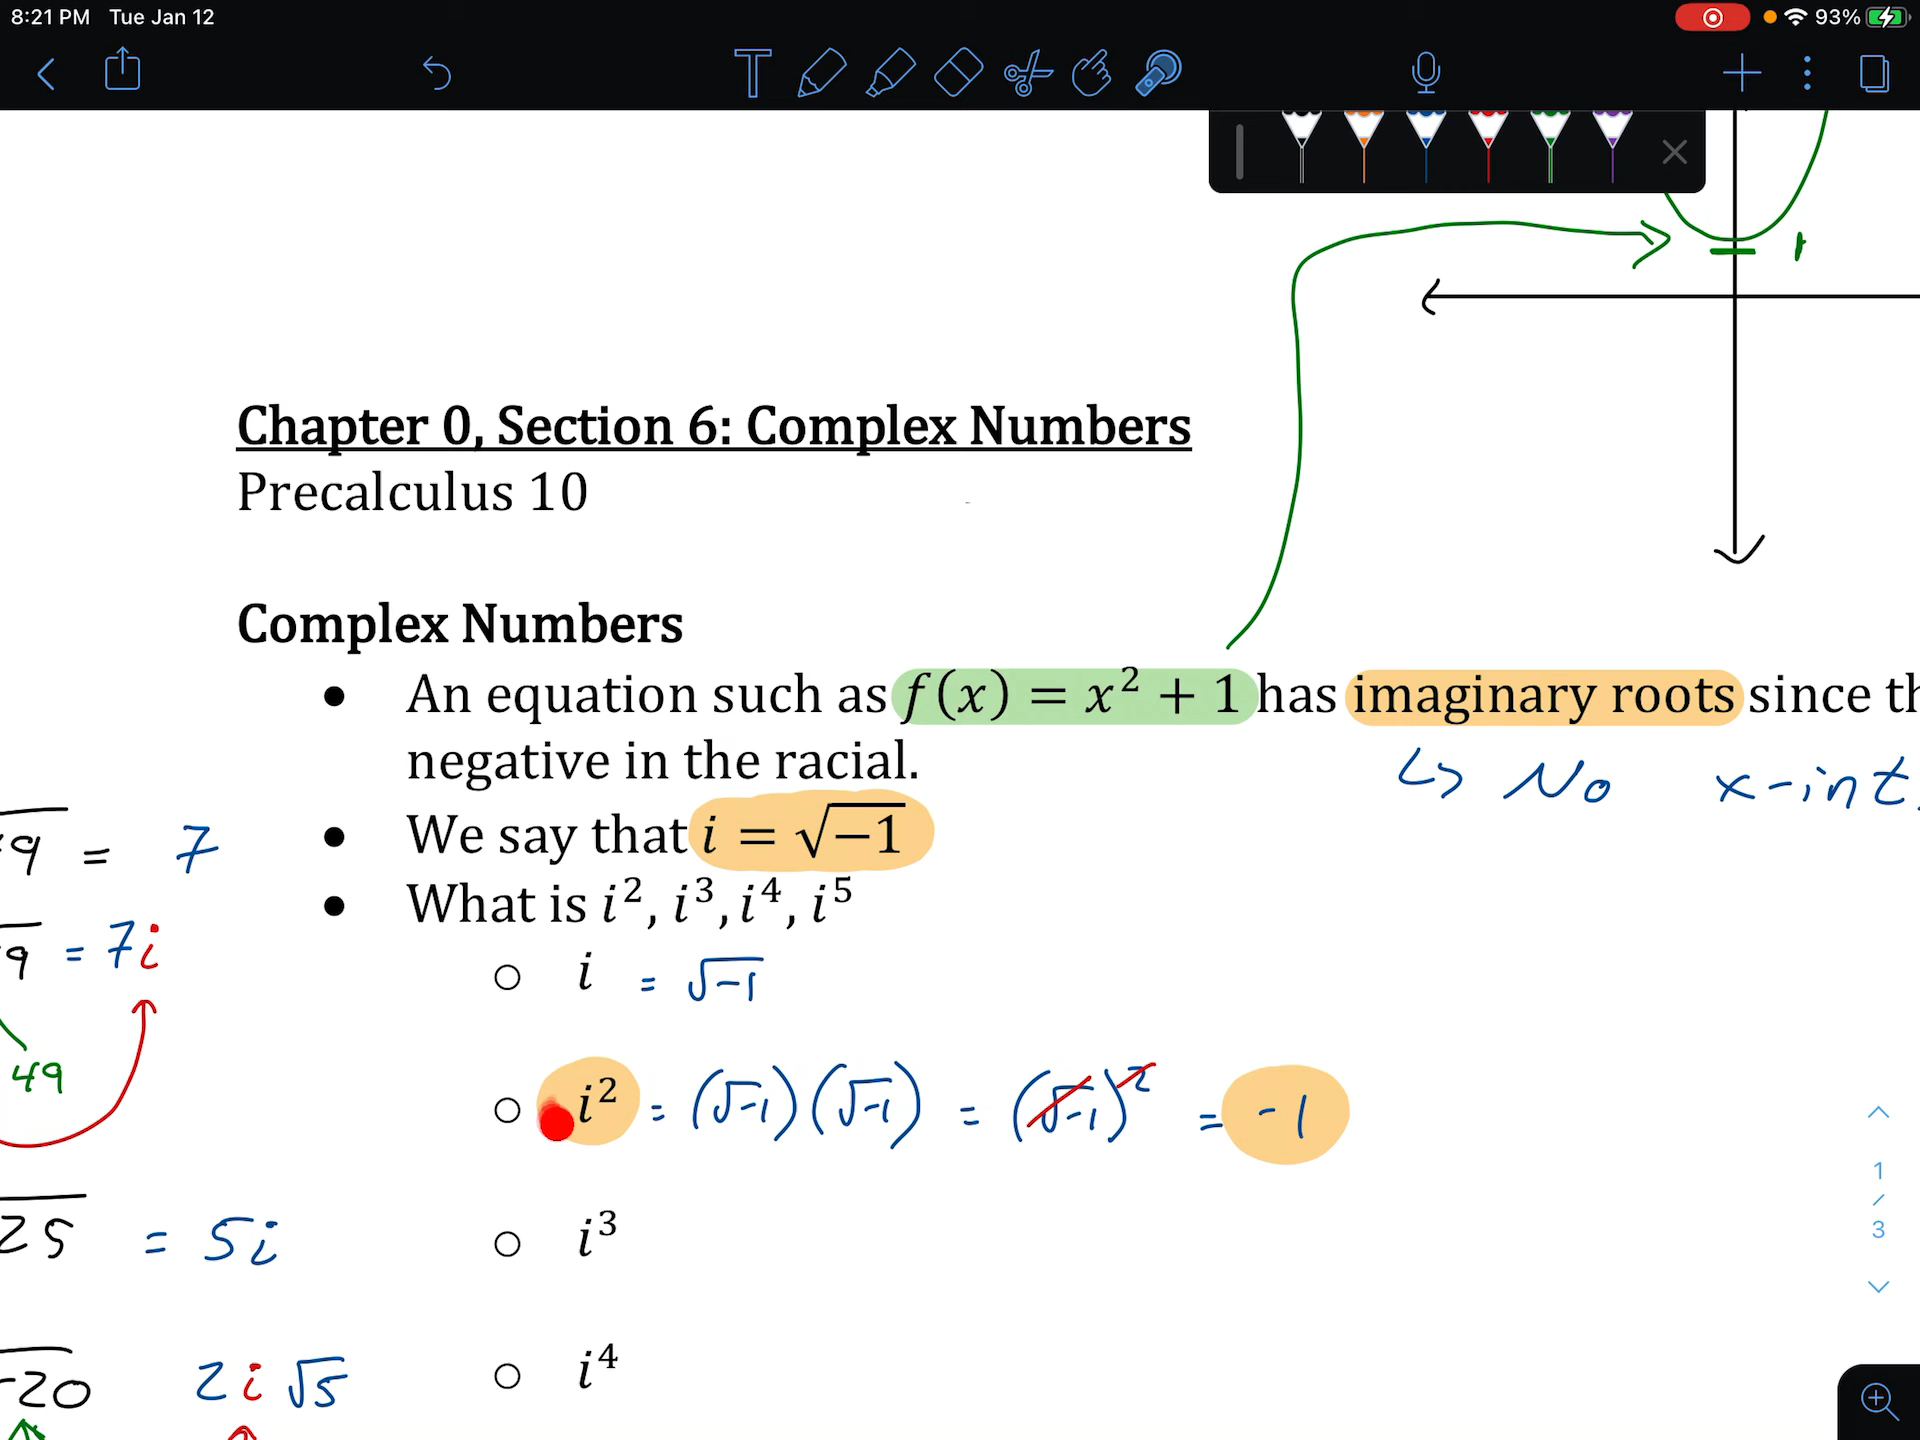 8:21 PM Tue Jan 12
93%
Chapter 0, Section 6: Complex Numbers
Precalculus 10
Complex Numbers
• An equation such as f(x) = x² + 1 has imaginary roots since th
negative in the racial.
↳ No x-int.
• We say that i = √−1
9 = 7
• What is i², i³, i⁴, i⁵
9 = 7i
○ i = √-1
49
○ i² = (√-1)(√-1) = (√-1)² = -1
1
/
3
25 = 5i
○ i³
-20 2i√5
○ i⁴